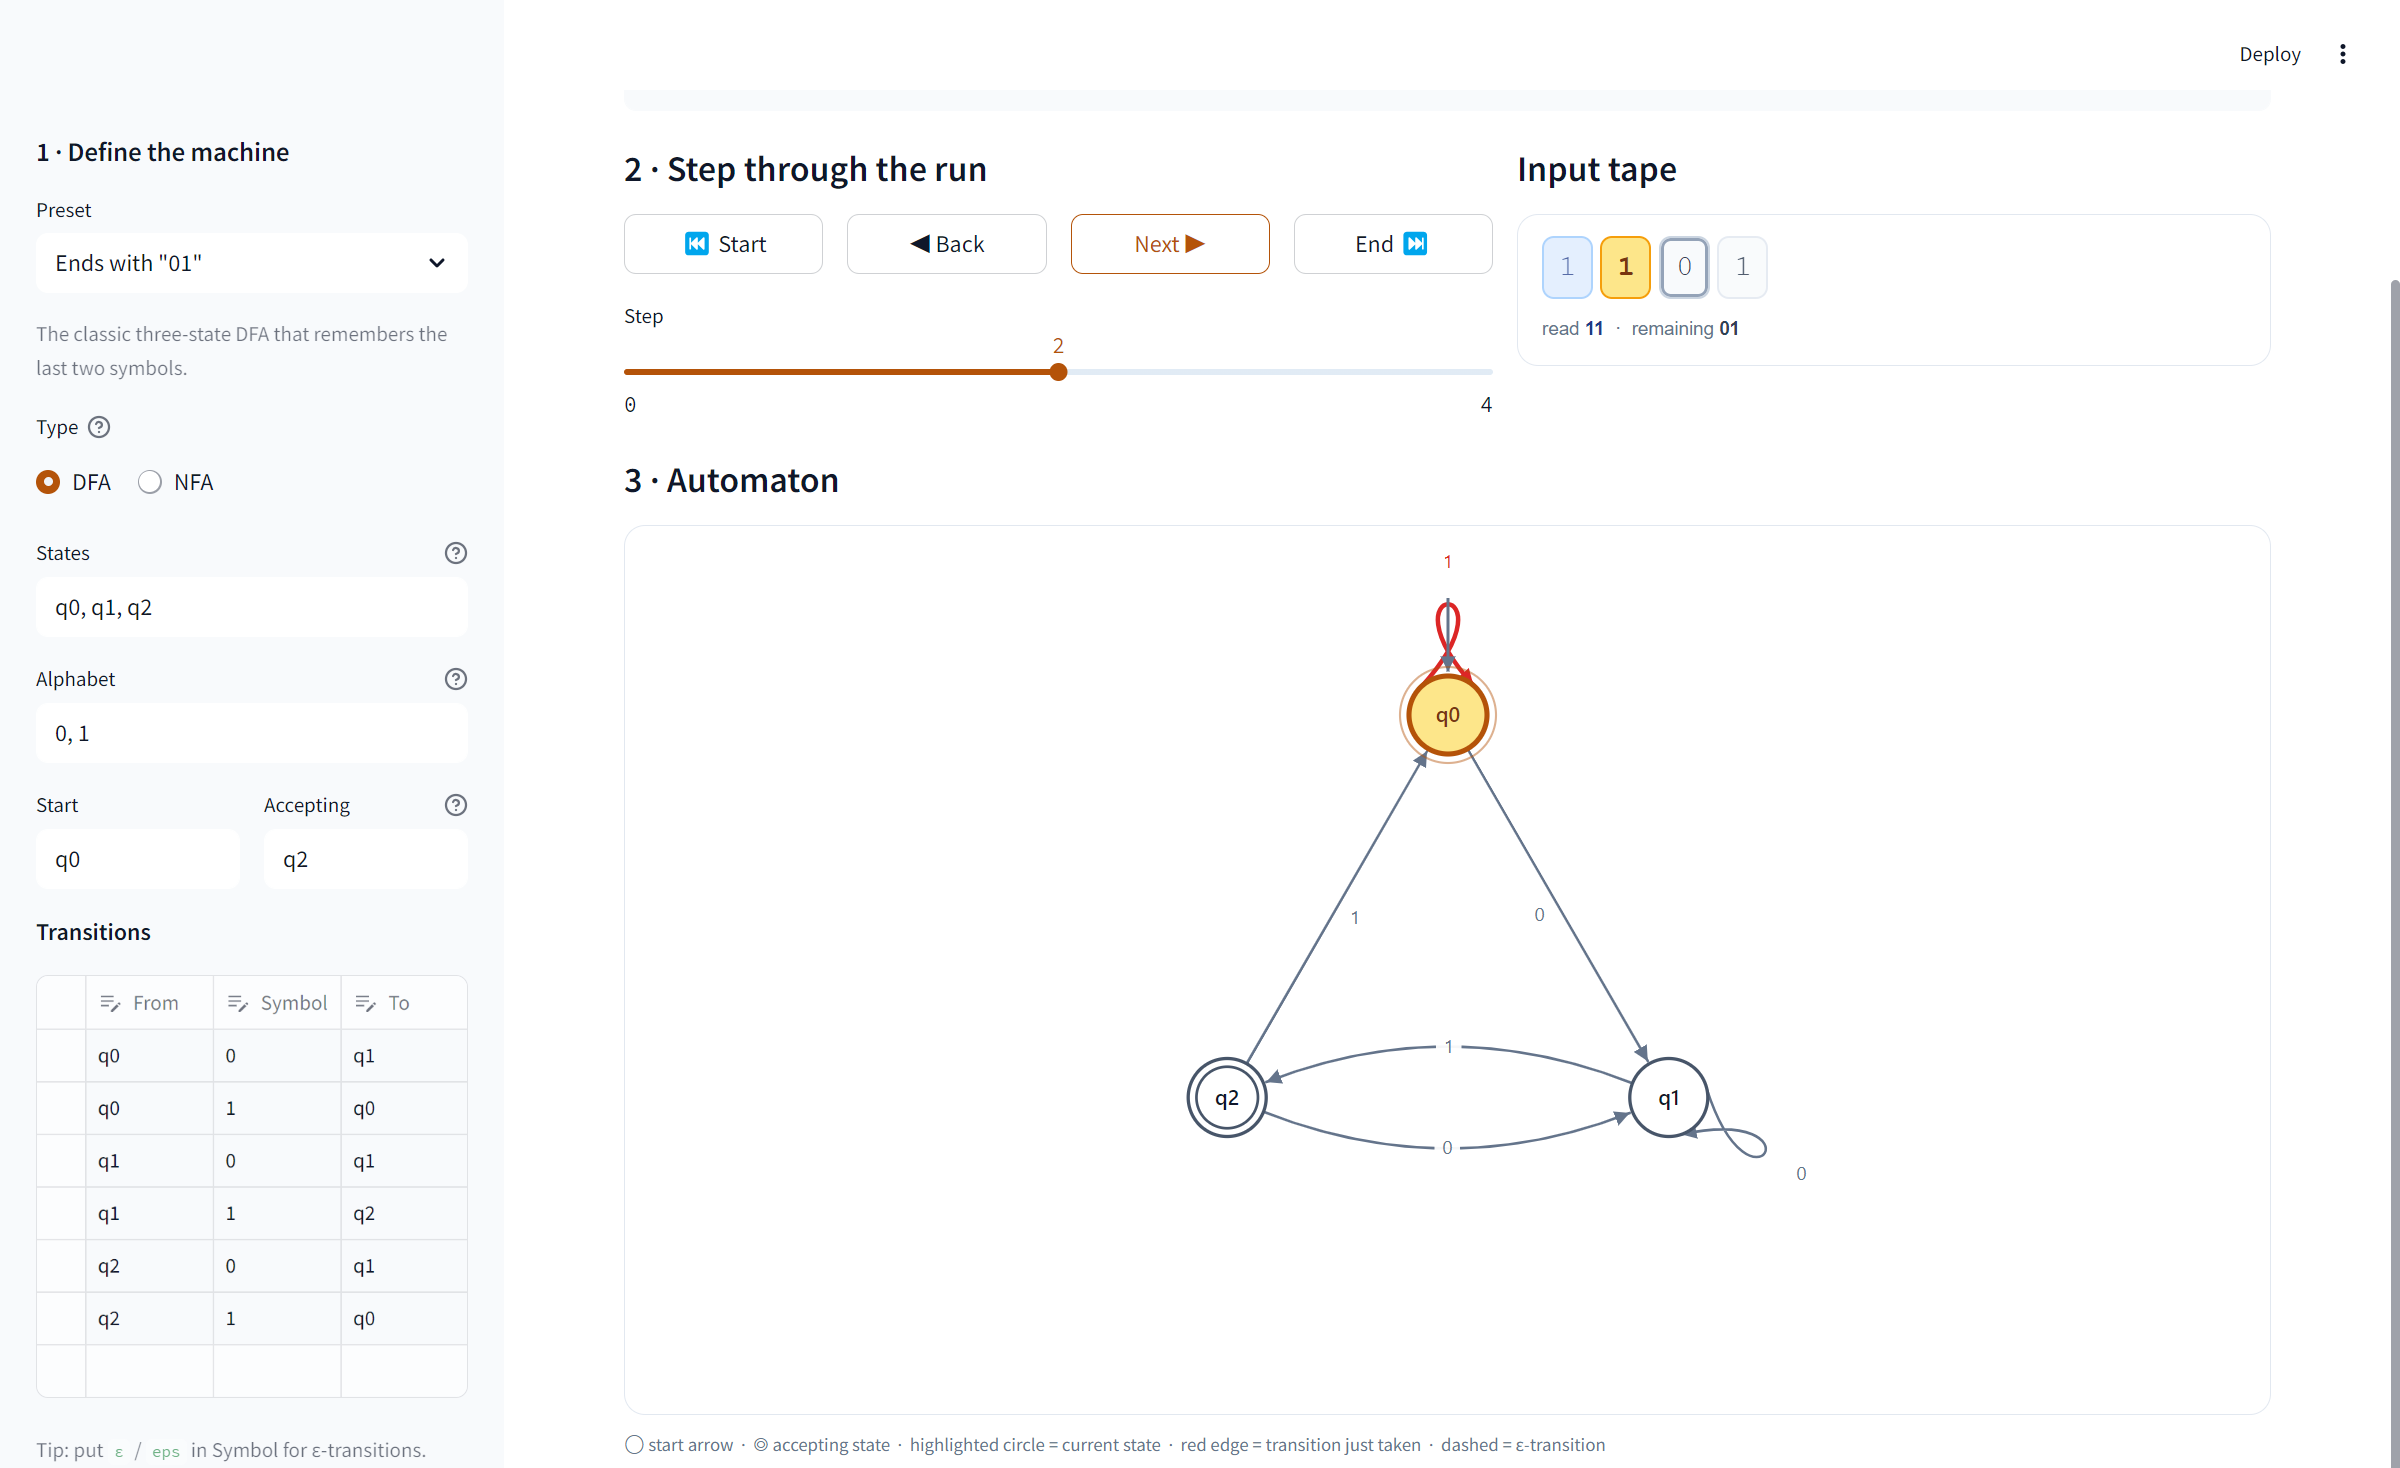 Deploy
1 · Define the machine
Preset
Ends with "01"
The classic three-state DFA that remembers the
last two symbols.
Type
DFA NFA
States
q0, q1, q2
Alphabet
0, 1
Start Accepting
q0 q2
Transitions
From Symbol To
q0 0 q1
q0 1 q0
q1 0 q1
q1 1 q2
q2 0 q1
q2 1 q0
Tip: put ε / eps in Symbol for ε-transitions.
2 · Step through the run
Start Back Next End
Step
2
0 4
Input tape
1 1 0 1
read 11 · remaining 01
3 · Automaton
1
q0
1 0
1
q2 q1
0
0
start arrow · ◎ accepting state · highlighted circle = current state · red edge = transition just taken · dashed = ε-transition